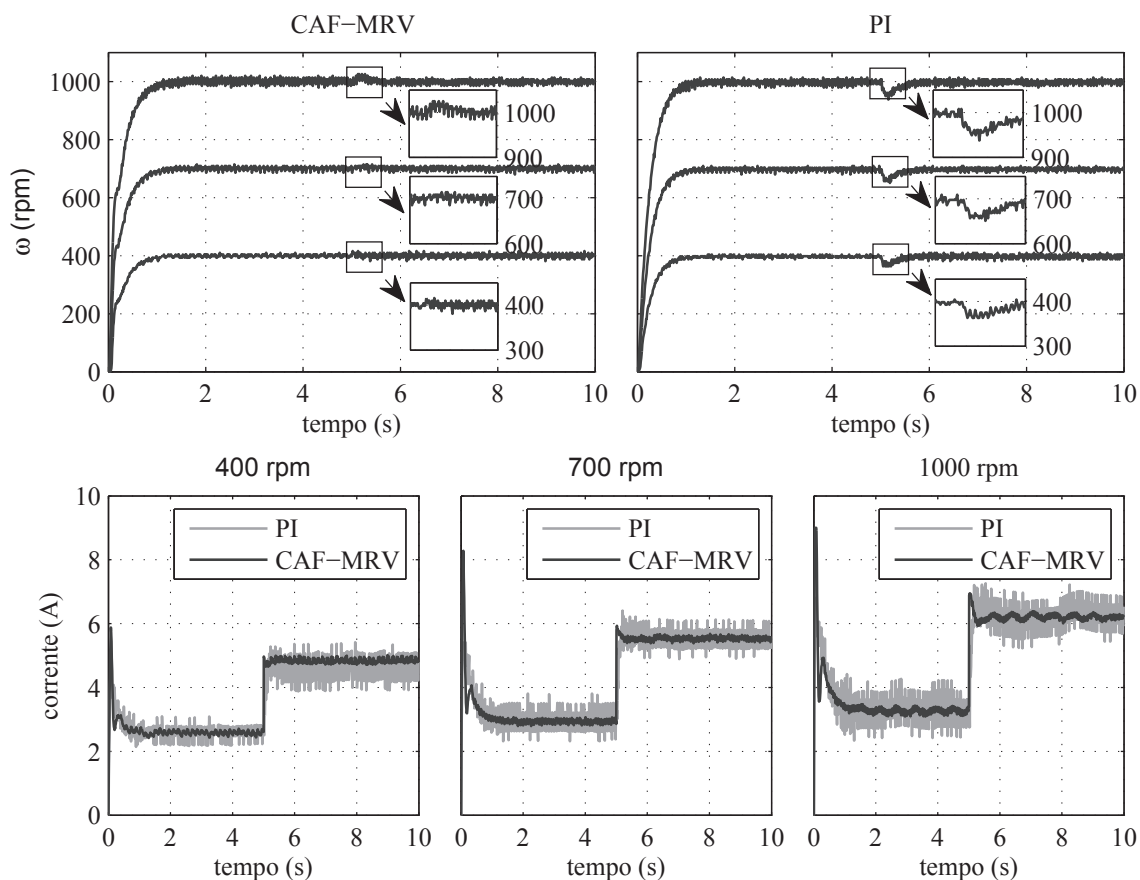 CAF−MRV
PI
ω (rpm)
1000
800
600
400
200
0
1000
900
700
600
400
300
0 2 4 6 8 10
tempo (s)
1000
900
700
600
400
300
0 2 4 6 8 10
tempo (s)
400 rpm
700 rpm
1000 rpm
corrente (A)
10
8
6
4
2
0
PI
CAF−MRV
0 2 4 6 8 10
tempo (s)
PI
CAF−MRV
0 2 4 6 8 10
tempo (s)
PI
CAF−MRV
0 2 4 6 8 10
tempo (s)